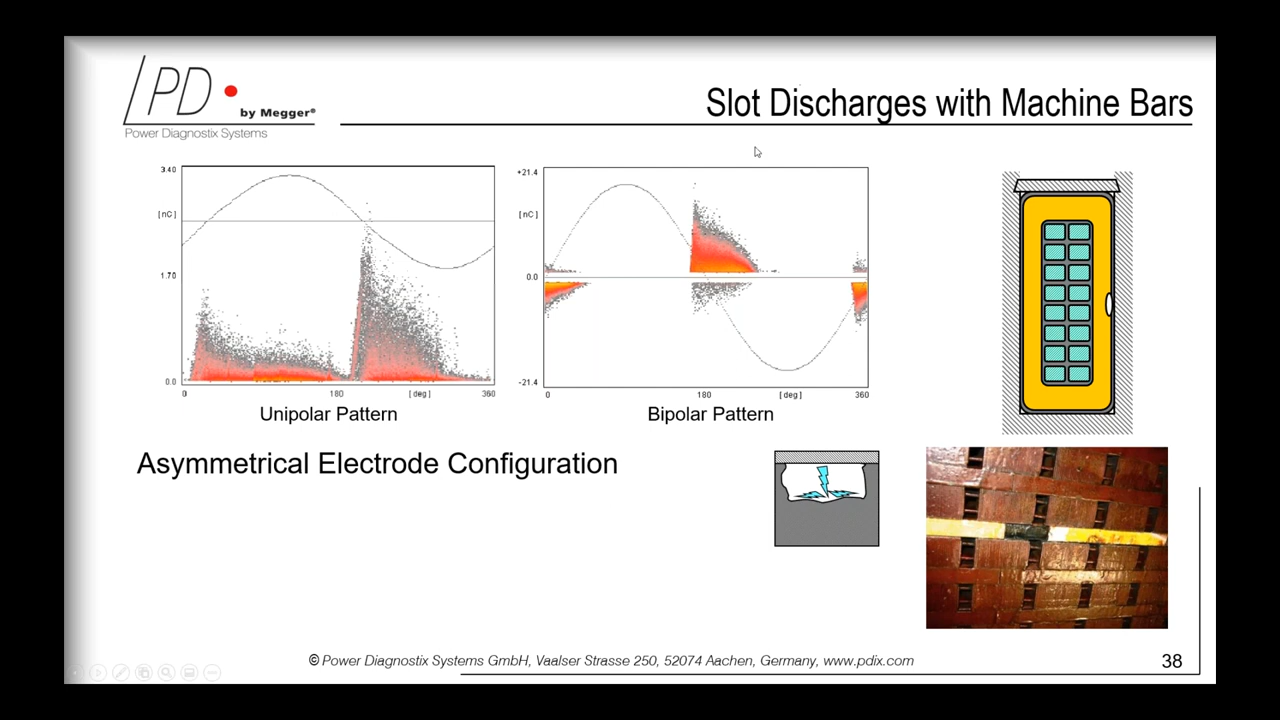 PD
by Megger®
Power Diagnostix Systems
Slot Discharges with Machine Bars
3.40
[nC]
1.70
0.0
0
180
[deg]
360
Unipolar Pattern
+21.4
[nC]
0.0
-21.4
0
180
[deg]
360
Bipolar Pattern
Asymmetrical Electrode Configuration
© Power Diagnostix Systems GmbH, Vaalser Strasse 250, 52074 Aachen, Germany, www.pdix.com
38